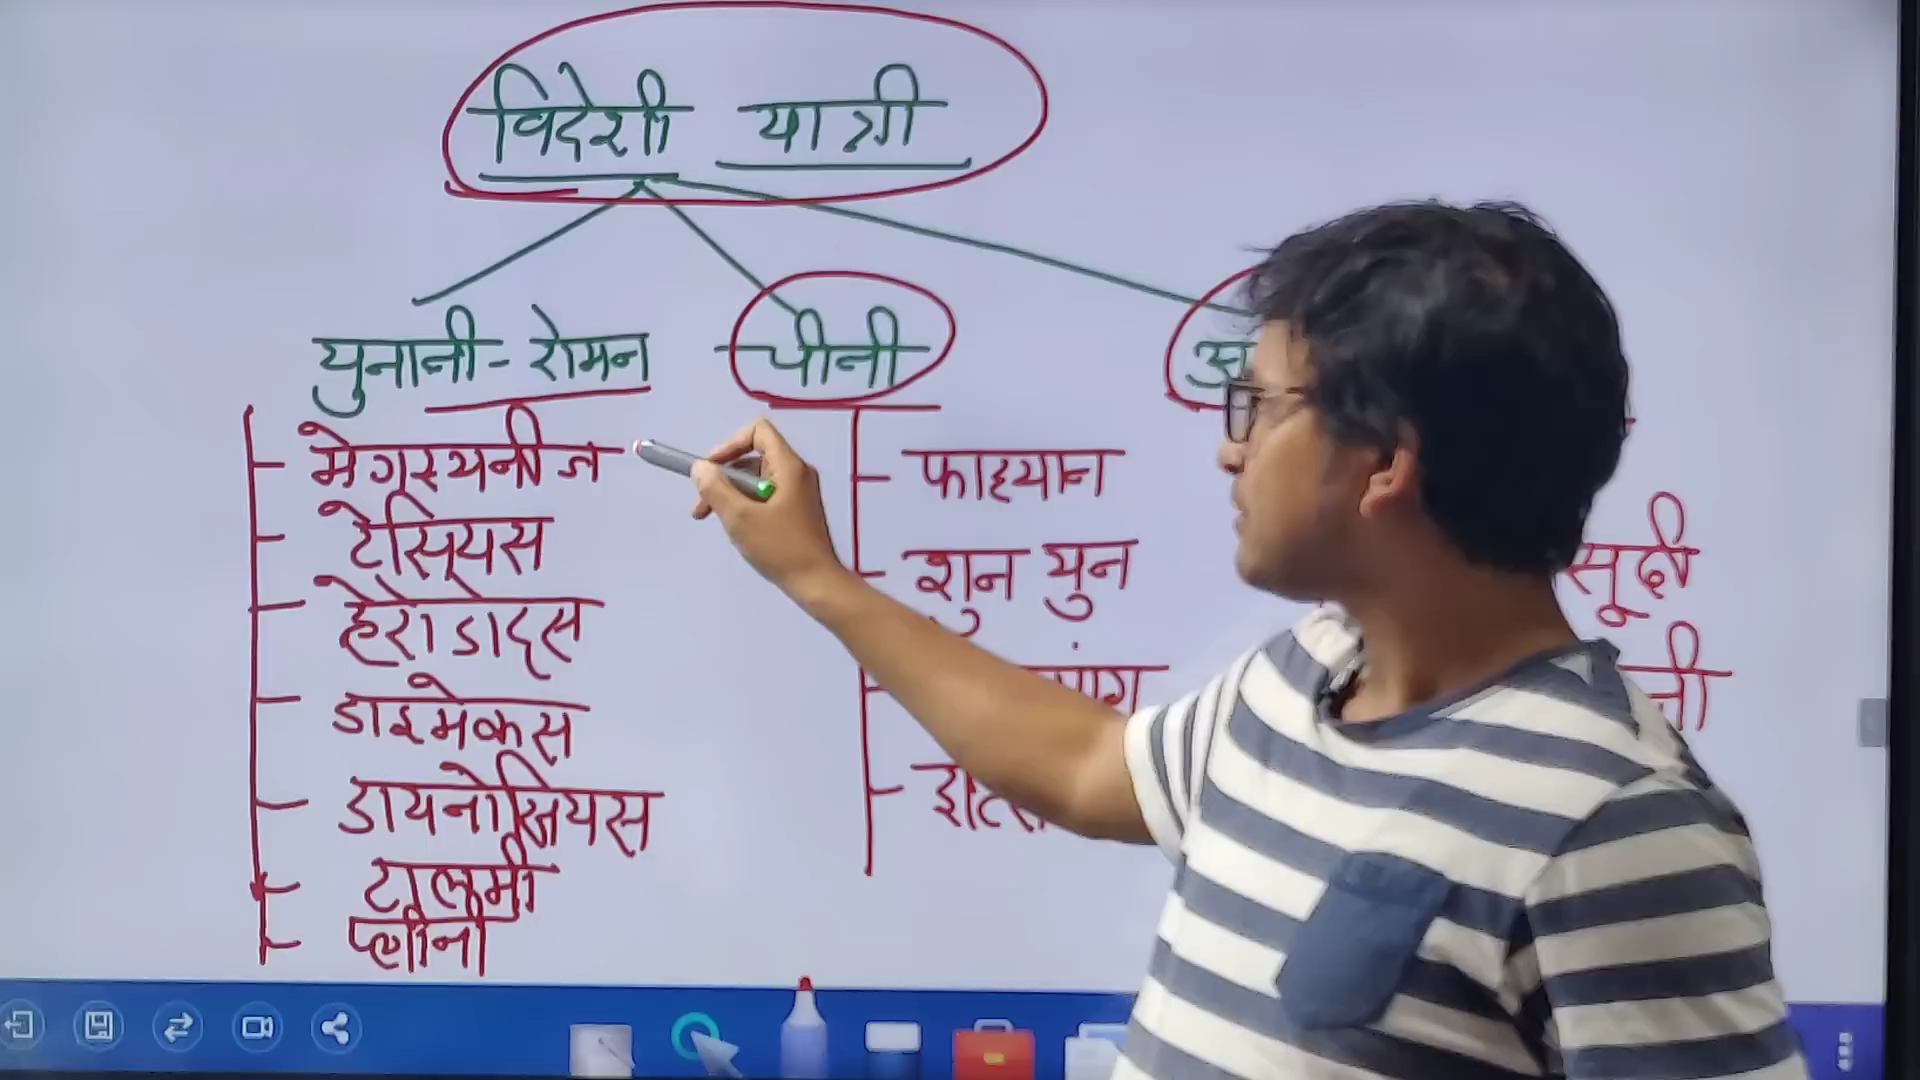 विदेशी यात्री
युनानी - रोमन
चीनी
मेगस्थनीज
टेसियस
हेरोडोट्स
डाइमेकस
डायनोसियस
टालमी
प्लीनी
फाह्यान
शुन युन